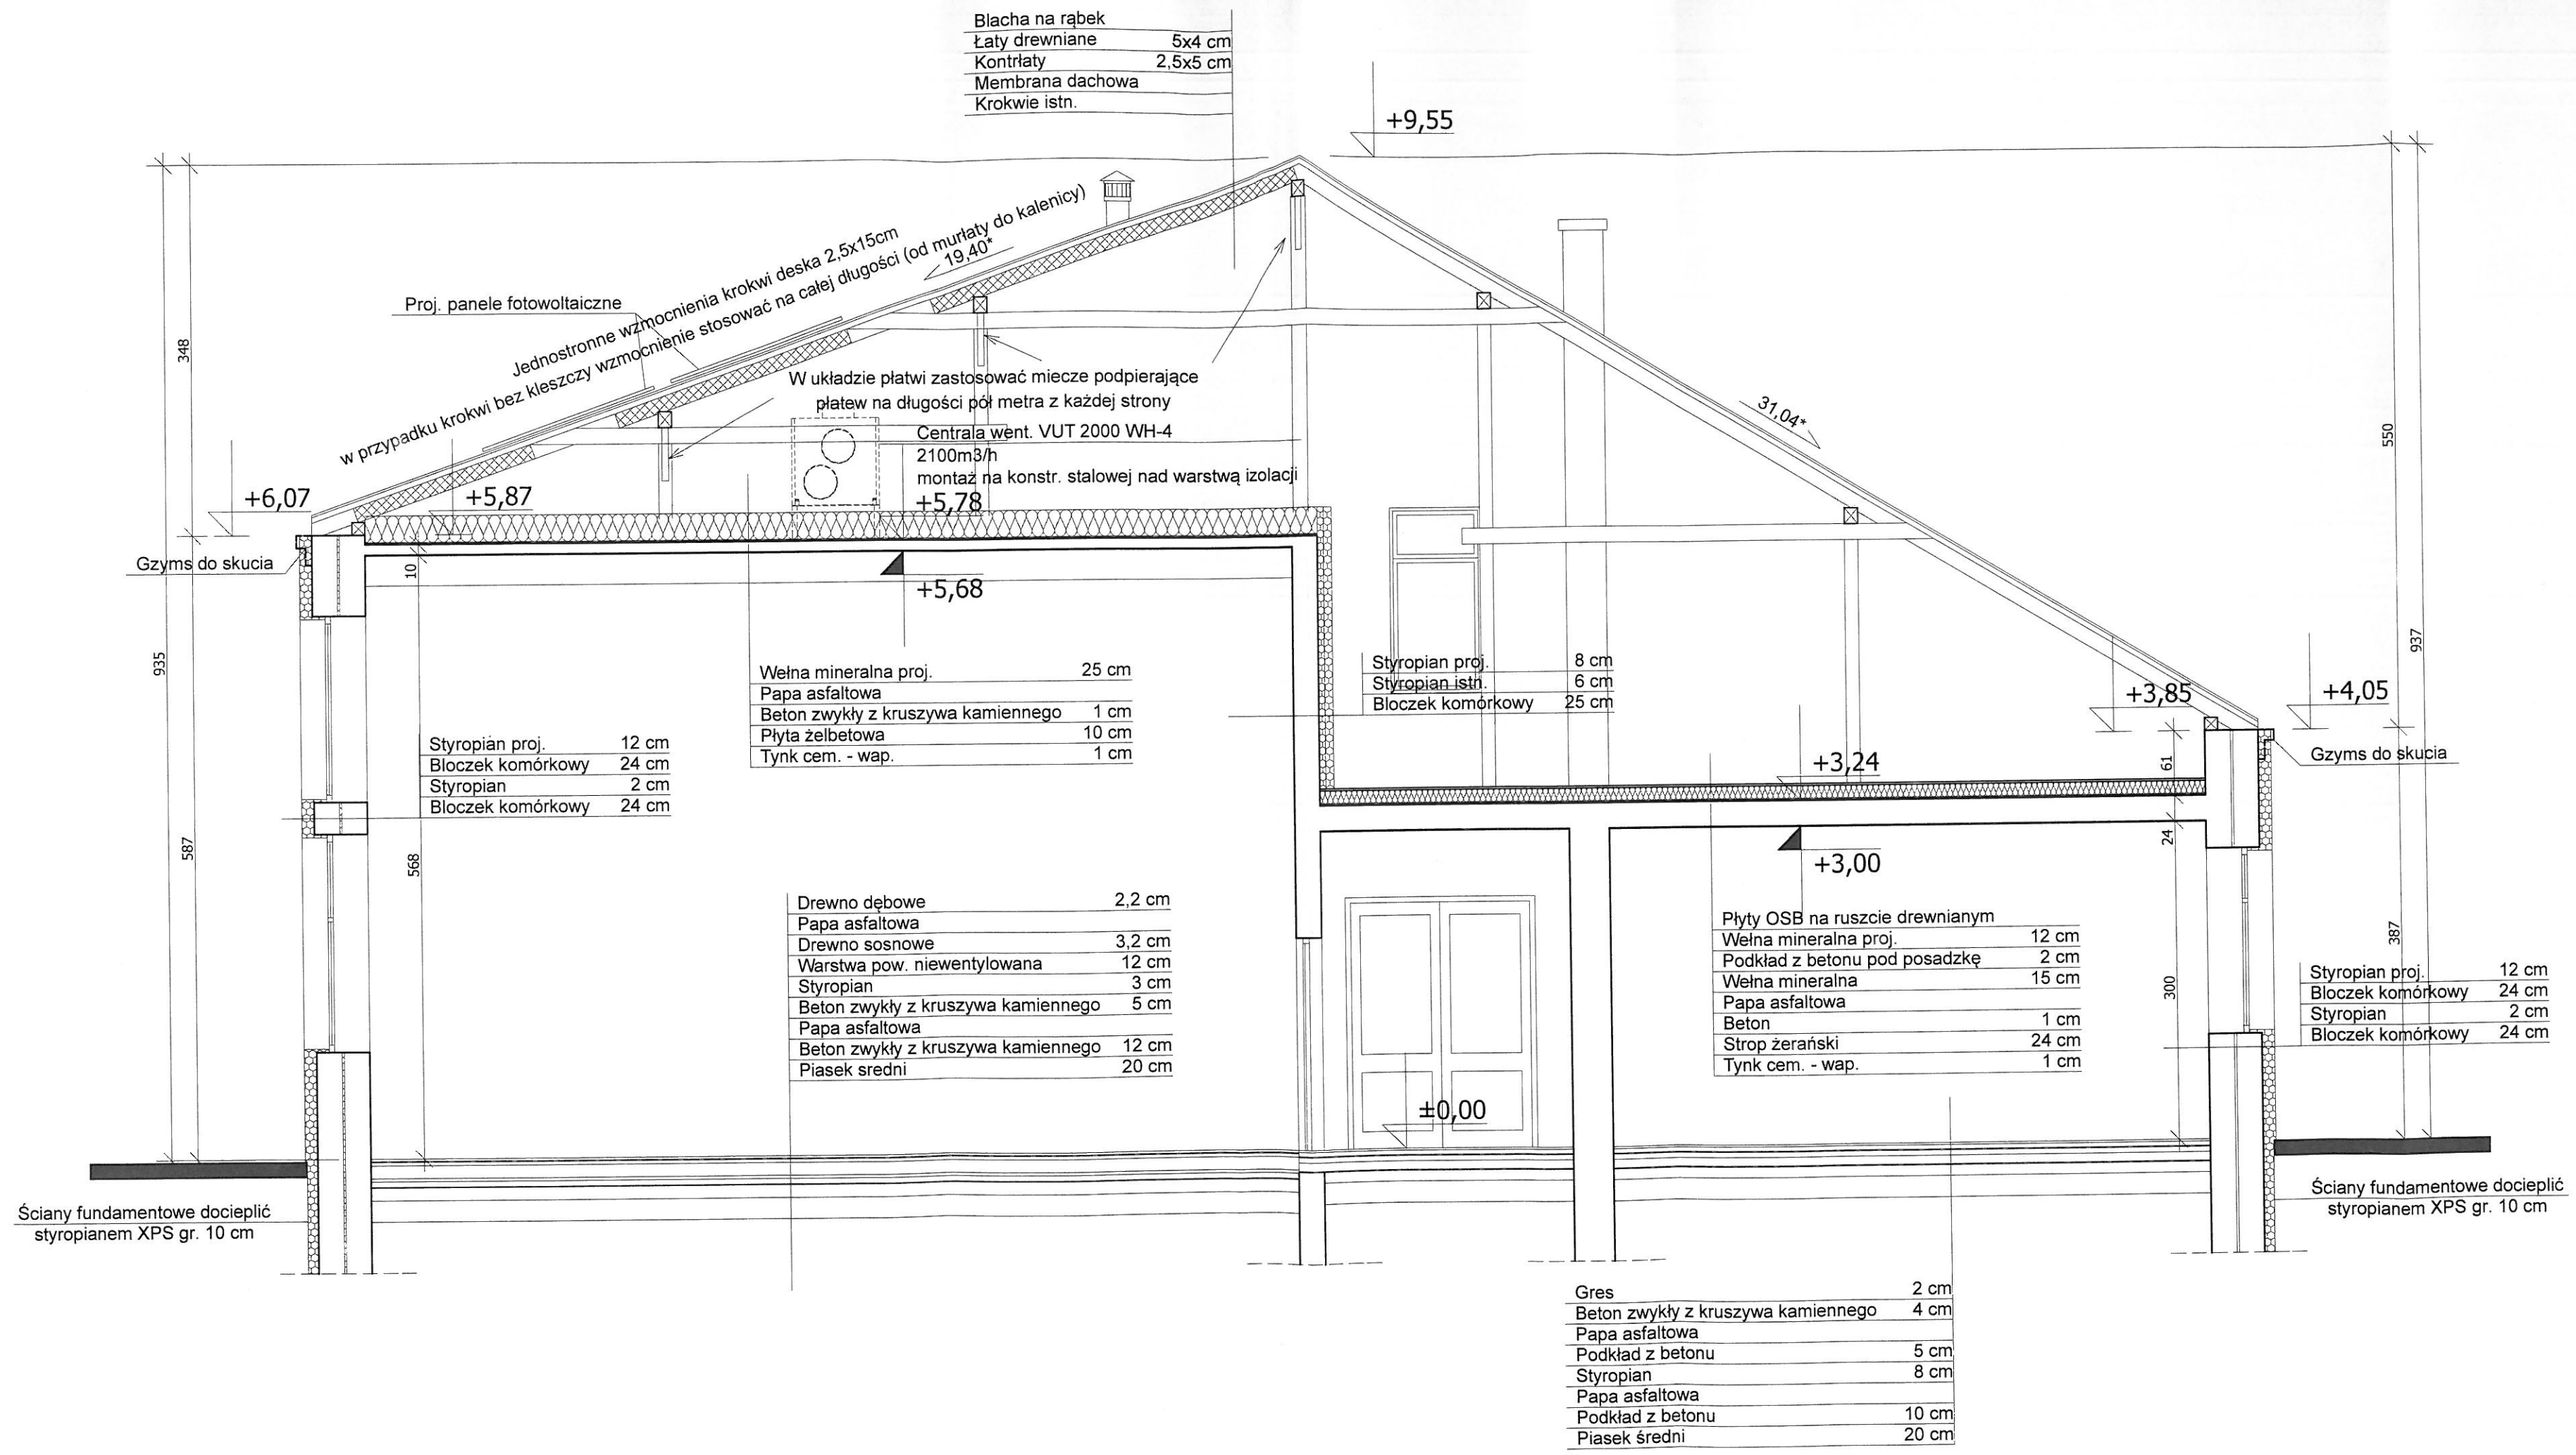 Blacha na rąbek
Łaty drewniane 5x4 cm
Kontrłaty 2,5x5 cm
Membrana dachowa
Krokwie istn.
+9,55
Jednostronne wzmocnienia krokwi deska 2,5x15cm
w przypadku krokwi bez kleszczy wzmocnienie stosować na całej długości (od murłaty do kalenicy)
19,40*
Proj. panele fotowoltaiczne
W układzie płatwi zastosować miecze podpierające
płatew na długości pół metra z każdej strony
Centrala went. VUT 2000 WH-4
2100m3/h
montaż na konstr. stalowej nad warstwą izolacji
31,04*
348
550
+6,07
+5,87
+5,78
Gzyms do skucia
10
+5,68
935
937
587
568
Wełna mineralna proj. 25 cm
Papa asfaltowa
Beton zwykły z kruszywa kamiennego 1 cm
Płyta żelbetowa 10 cm
Tynk cem. - wap. 1 cm
Styropian proj. 8 cm
Styropian istn. 6 cm
Bloczek komórkowy 25 cm
+3,85
+4,05
Gzyms do skucia
61
+3,24
24
+3,00
387
300
Styropian proj. 12 cm
Bloczek komórkowy 24 cm
Styropian 2 cm
Bloczek komórkowy 24 cm
Drewno dębowe 2,2 cm
Papa asfaltowa
Drewno sosnowe 3,2 cm
Warstwa pow. niewentylowana 12 cm
Styropian 3 cm
Beton zwykły z kruszywa kamiennego 5 cm
Papa asfaltowa
Beton zwykły z kruszywa kamiennego 12 cm
Piasek sredni 20 cm
Płyty OSB na ruszcie drewnianym
Wełna mineralna proj. 12 cm
Podkład z betonu pod posadzkę 2 cm
Wełna mineralna 15 cm
Papa asfaltowa
Beton 1 cm
Strop żerański 24 cm
Tynk cem. - wap. 1 cm
Styropian proj. 12 cm
Bloczek komórkowy 24 cm
Styropian 2 cm
Bloczek komórkowy 24 cm
±0,00
Ściany fundamentowe docieplić
styropianem XPS gr. 10 cm
Ściany fundamentowe docieplić
styropianem XPS gr. 10 cm
Gres 2 cm
Beton zwykły z kruszywa kamiennego 4 cm
Papa asfaltowa
Podkład z betonu 5 cm
Styropian 8 cm
Papa asfaltowa
Podkład z betonu 10 cm
Piasek średni 20 cm